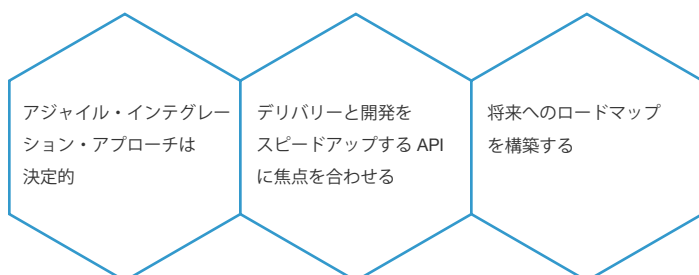 アジャイル・インテグレー
ション・アプローチは
決定的
デリバリーと開発を
スピードアップする API
に焦点を合わせる
将来へのロードマップ
を構築する